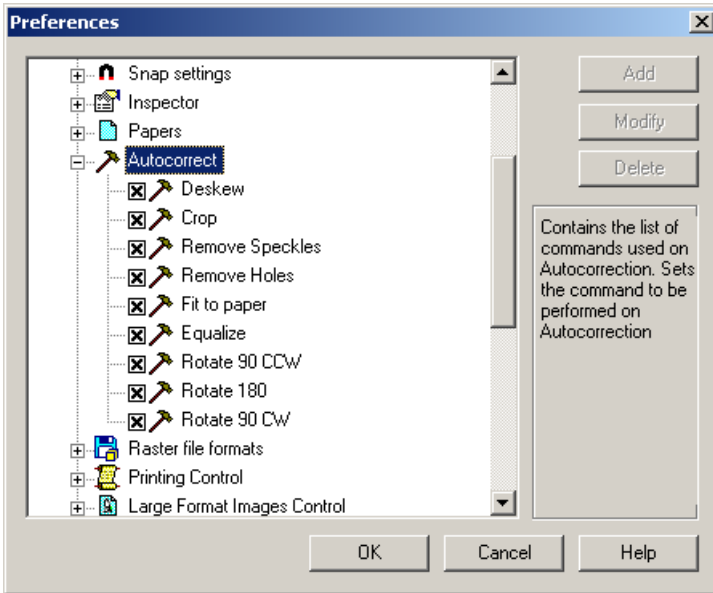 Preferences
Snap settings
Inspector
Papers
Autocorrect
Deskew
Crop
Remove Speckles
Remove Holes
Fit to paper
Equalize
Rotate 90 CCW
Rotate 180
Rotate 90 CW
Raster file formats
Printing Control
Large Format Images Control
Add
Modify
Delete
Contains the list of
commands used on
Autocorrection. Sets
the command to be
performed on
Autocorrection
OK
Cancel
Help